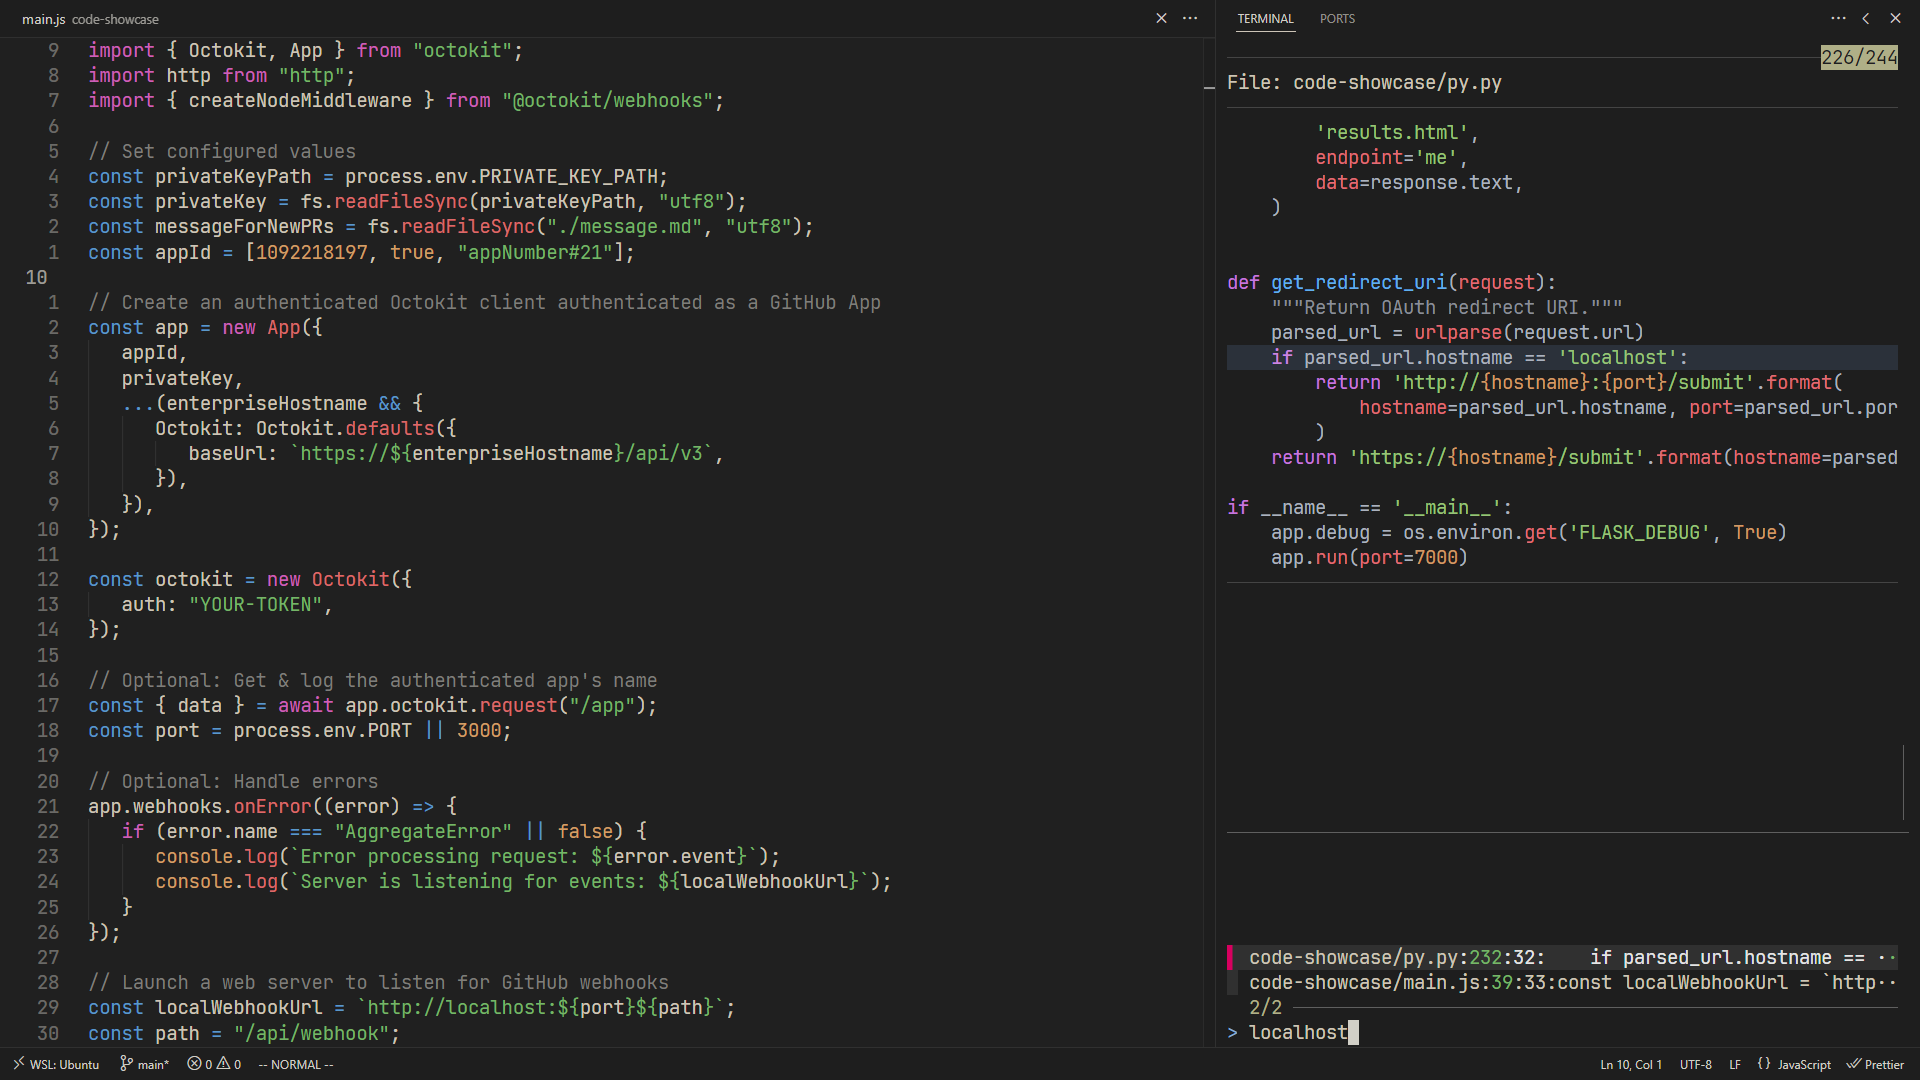 main.js code-showcase
9 import { Octokit, App } from "octokit";
8 import http from "http";
7 import { createNodeMiddleware } from "@octokit/webhooks";
6
5 // Set configured values
4 const privateKeyPath = process.env.PRIVATE_KEY_PATH;
3 const privateKey = fs.readFileSync(privateKeyPath, "utf8");
2 const messageForNewPRs = fs.readFileSync("./message.md", "utf8");
1 const appId = [1092218197, true, "appNumber#21"];
10
1 // Create an authenticated Octokit client authenticated as a GitHub App
2 const app = new App({
3 appId,
4 privateKey,
5 ...(enterpriseHostname && {
6 Octokit: Octokit.defaults({
7 baseUrl: `https://${enterpriseHostname}/api/v3`,
8 }),
9 }),
10 });
11
12 const octokit = new Octokit({
13 auth: "YOUR-TOKEN",
14 });
15
16 // Optional: Get & log the authenticated app's name
17 const { data } = await app.octokit.request("/app");
18 const port = process.env.PORT || 3000;
19
20 // Optional: Handle errors
21 app.webhooks.onError((error) => {
22 if (error.name === "AggregateError" || false) {
23 console.log(`Error processing request: ${error.event}`);
24 console.log(`Server is listening for events: ${localWebhookUrl}`);
25 }
26 });
27
28 // Launch a web server to listen for GitHub webhooks
29 const localWebhookUrl = `http://localhost:${port}${path}`;
30 const path = "/api/webhook";
TERMINAL PORTS
226/244
File: code-showcase/py.py
'results.html',
endpoint='me',
data=response.text,
)
def get_redirect_uri(request):
"""Return OAuth redirect URI."""
parsed_url = urlparse(request.url)
if parsed_url.hostname == 'localhost':
return 'http://{hostname}:{port}/submit'.format(
hostname=parsed_url.hostname, port=parsed_url.por
)
return 'https://{hostname}/submit'.format(hostname=parsed
if __name__ == '__main__':
app.debug = os.environ.get('FLASK_DEBUG', True)
app.run(port=7000)
code-showcase/py.py:232:32: if parsed_url.hostname == ··
code-showcase/main.js:39:33:const localWebhookUrl = `http··
2/2
> localhost
WSL: Ubuntu main* 0 0 -- NORMAL -- Ln 10, Col 1 UTF-8 LF {} JavaScript Prettier